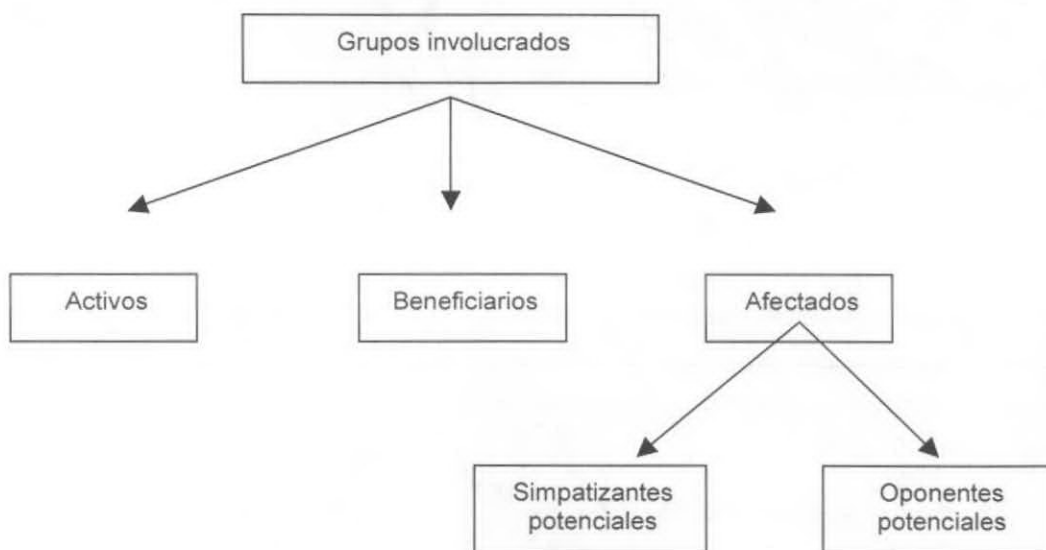 Grupos involucrados
Activos
Beneficiarios
Afectados
Simpatizantes
potenciales
Oponentes
potenciales